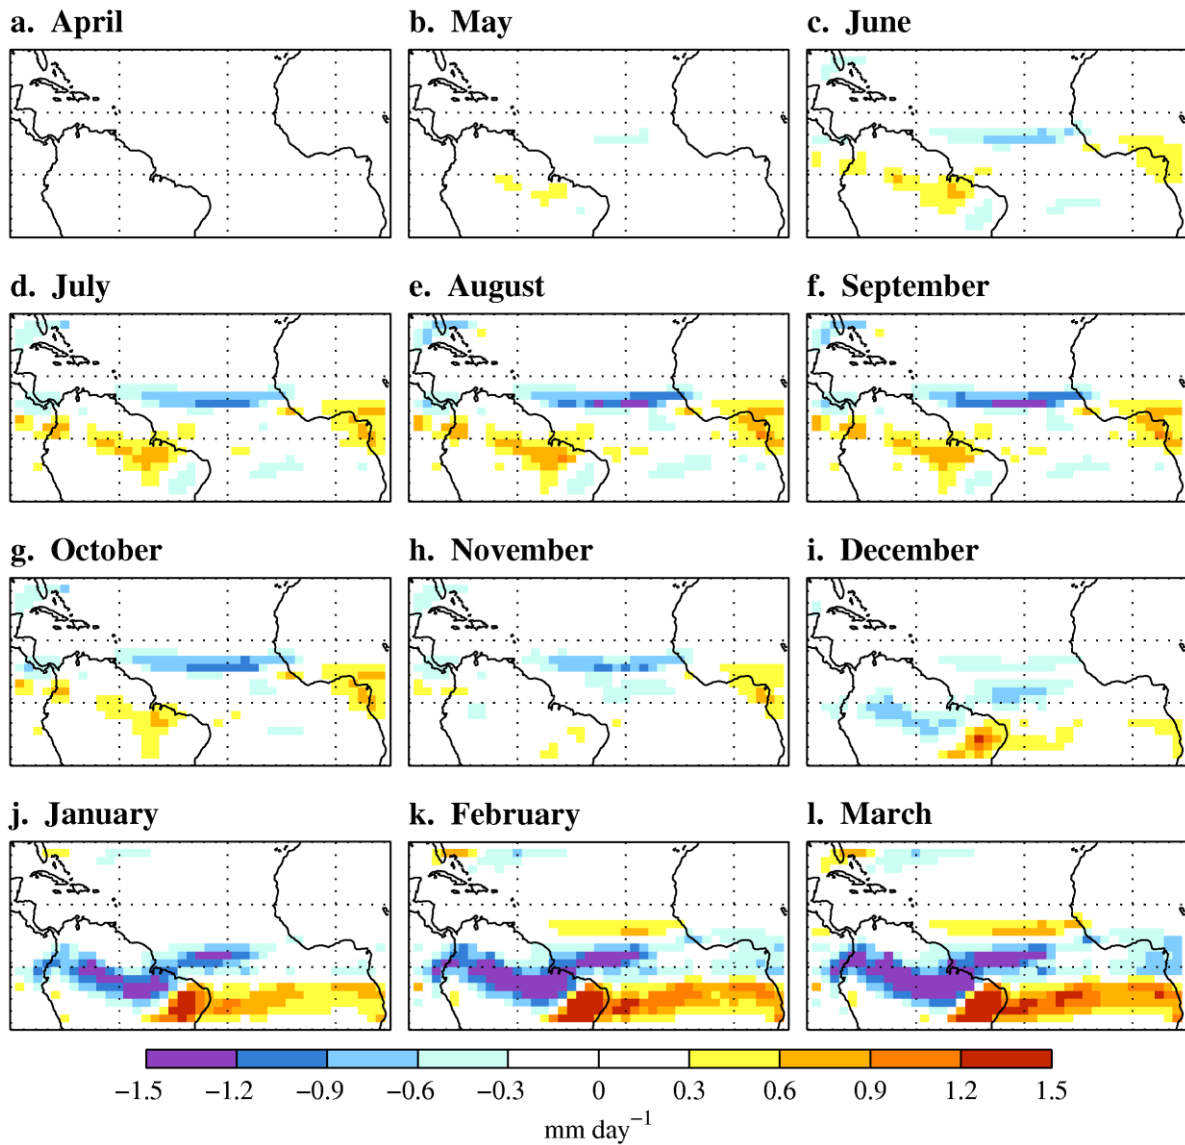 a. April
b. May
c. June
d. July
e. August
f. September
g. October
h. November
i. December
j. January
k. February
l. March
−1.5 −1.2 −0.9 −0.6 −0.3 0 0.3 0.6 0.9 1.2 1.5
mm day⁻¹